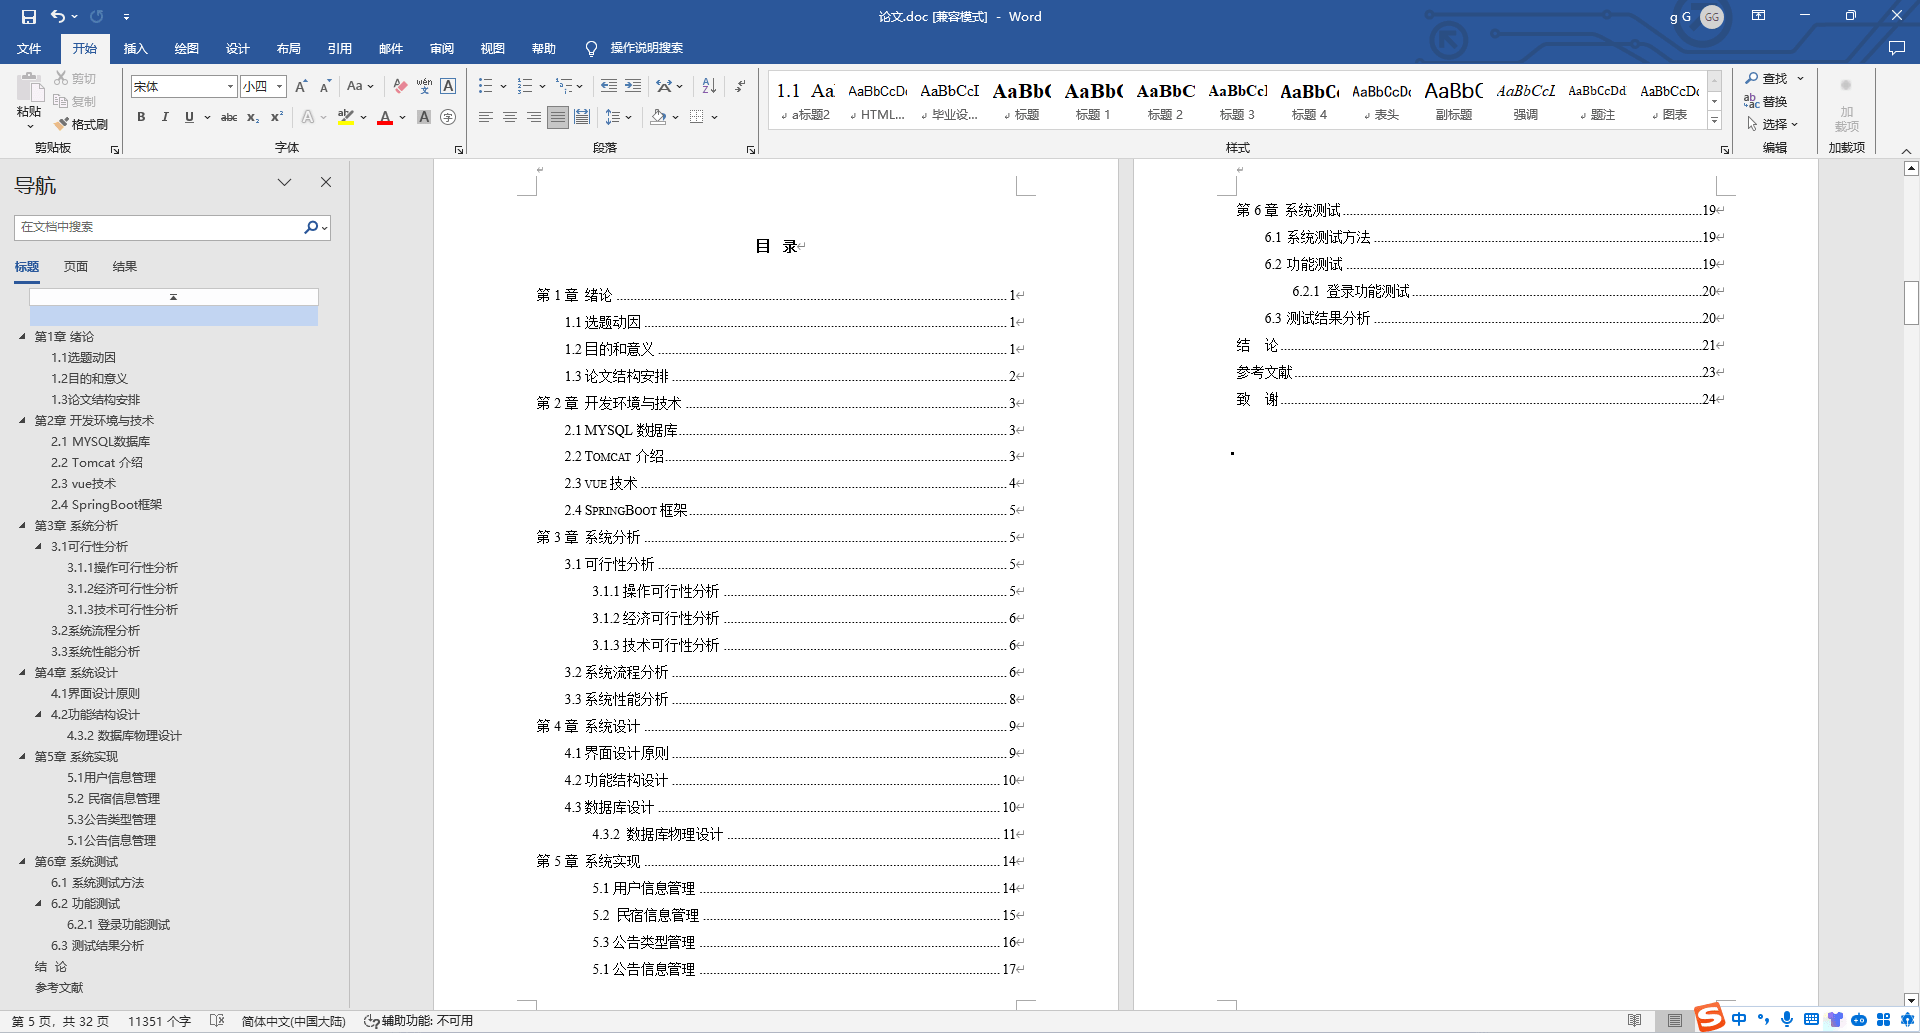 论文.doc [兼容模式] - Word
g G
GG
文件 开始 插入 绘图 设计 布局 引用 邮件 审阅 视图 帮助 操作说明搜索
粘贴
剪切
复制
格式刷
剪贴板
宋体
小四
字体
段落
1.1 Aa AaBbCcDc AaBbCcI AaBb( AaBb( AaBbC AaBbCcl AaBbC( AaBbCcDc AaBb( AaBbCcL AaBbCcDd AaBbCcDc
a标题2 HTML... 毕业设... 标题 标题 1 标题 2 标题 3 标题 4 表头 副标题 强调 题注 图表
样式
查找
替换
选择
编辑
加
载项
加载项
导航
在文档中搜索
标题 页面 结果
第1章 绪论
1.1选题动因
1.2目的和意义
1.3论文结构安排
第2章 开发环境与技术
2.1 MYSQL数据库
2.2 Tomcat 介绍
2.3 vue技术
2.4 SpringBoot框架
第3章 系统分析
3.1可行性分析
3.1.1操作可行性分析
3.1.2经济可行性分析
3.1.3技术可行性分析
3.2系统流程分析
3.3系统性能分析
第4章 系统设计
4.1界面设计原则
4.2功能结构设计
4.3.2 数据库物理设计
第5章 系统实现
5.1用户信息管理
5.2 民宿信息管理
5.3公告类型管理
5.1公告信息管理
第6章 系统测试
6.1 系统测试方法
6.2 功能测试
6.2.1 登录功能测试
6.3 测试结果分析
结 论
参考文献
目 录
第 1 章 绪论 1
1.1 选题动因 1
1.2 目的和意义 1
1.3 论文结构安排 2
第 2 章 开发环境与技术 3
2.1 MYSQL 数据库 3
2.2 TOMCAT 介绍 3
2.3 VUE 技术 4
2.4 SPRINGBOOT 框架 5
第 3 章 系统分析 5
3.1 可行性分析 5
3.1.1 操作可行性分析 5
3.1.2 经济可行性分析 6
3.1.3 技术可行性分析 6
3.2 系统流程分析 6
3.3 系统性能分析 8
第 4 章 系统设计 9
4.1 界面设计原则 9
4.2 功能结构设计 10
4.3 数据库设计 10
4.3.2 数据库物理设计 11
第 5 章 系统实现 14
5.1 用户信息管理 14
5.2 民宿信息管理 15
5.3 公告类型管理 16
5.1 公告信息管理 17
第 6 章 系统测试 19
6.1 系统测试方法 19
6.2 功能测试 19
6.2.1 登录功能测试 20
6.3 测试结果分析 20
结 论 21
参考文献 23
致 谢 24
第 5 页，共 32 页 11351 个字 简体中文(中国大陆) 辅助功能: 不可用
中